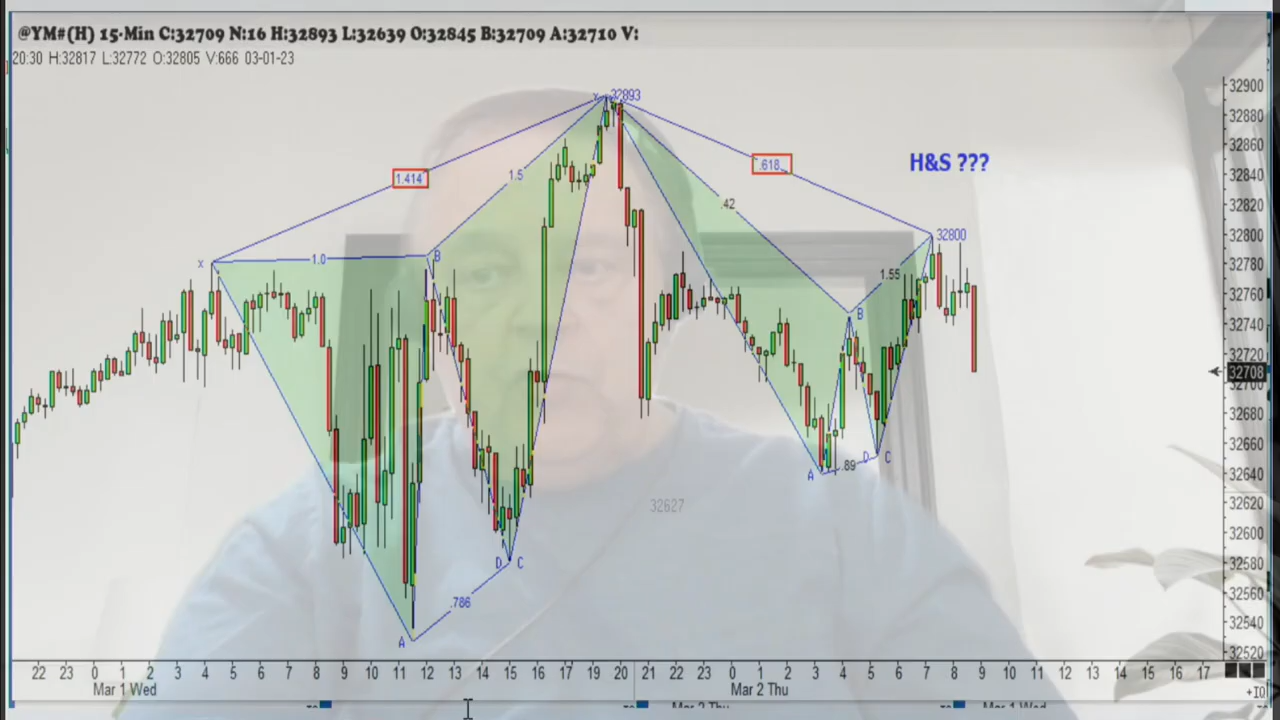 @YM#(H) 15-Min C:32709 N:16 H:32893 L:32639 O:32845 B:32709 A:32710 V:
20:30 H:32817 L:32772 O:32805 V:666 03-01-23
32900
x 32893
32880
32860
H&S ???
.618
1.414
1.5
32840
.42
32820
32800
32800
B
1.0
x
32780
1.55
32760
B
32740
32720
32708
32700
32680
32660
D C
.89
A
32640
32627
32620
32600
32580
D C
32560
.786
32540
A
32520
22 23 0 1 2 3 4 5 6 7 8 9 10 11 12 13 14 15 16 17 18 19 20 21 22 23 0 1 2 3 4 5 6 7 8 9 10 11 12 13 14 15 16 17
Mar 1 Wed Mar 2 Thu
+10